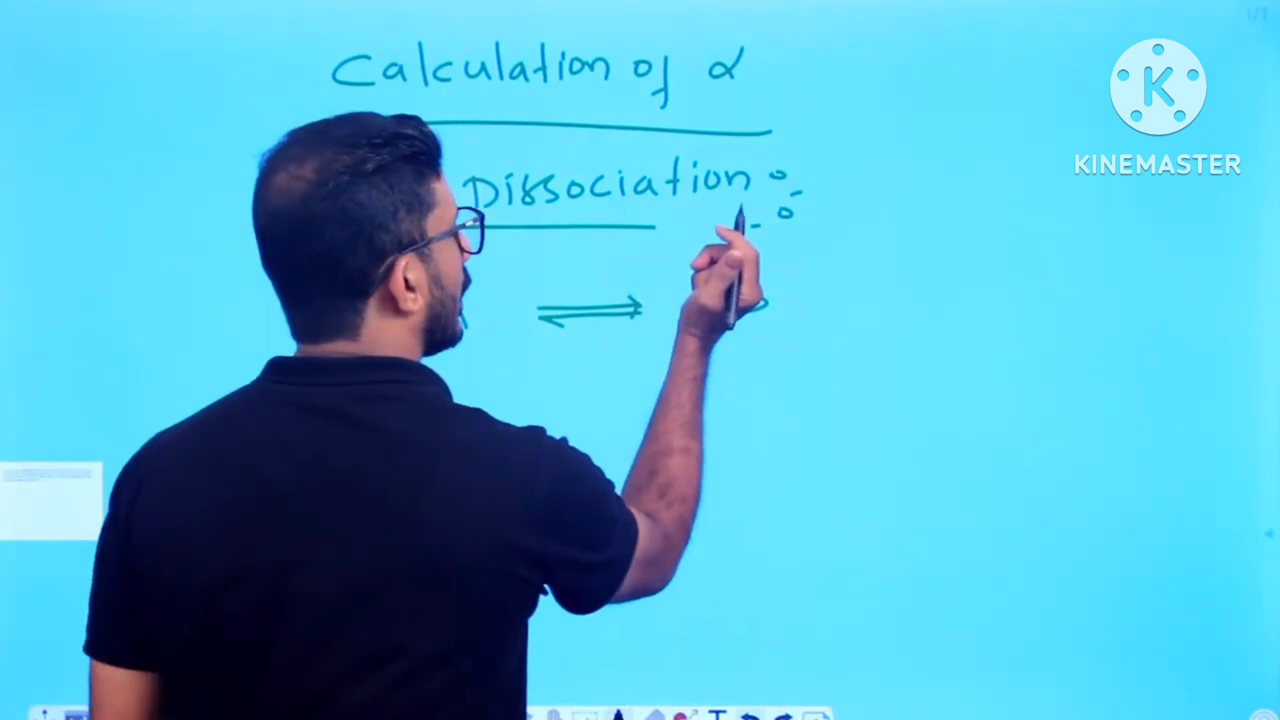 Calculation of α
Dissociation :-
⇌
K
KINEMASTER